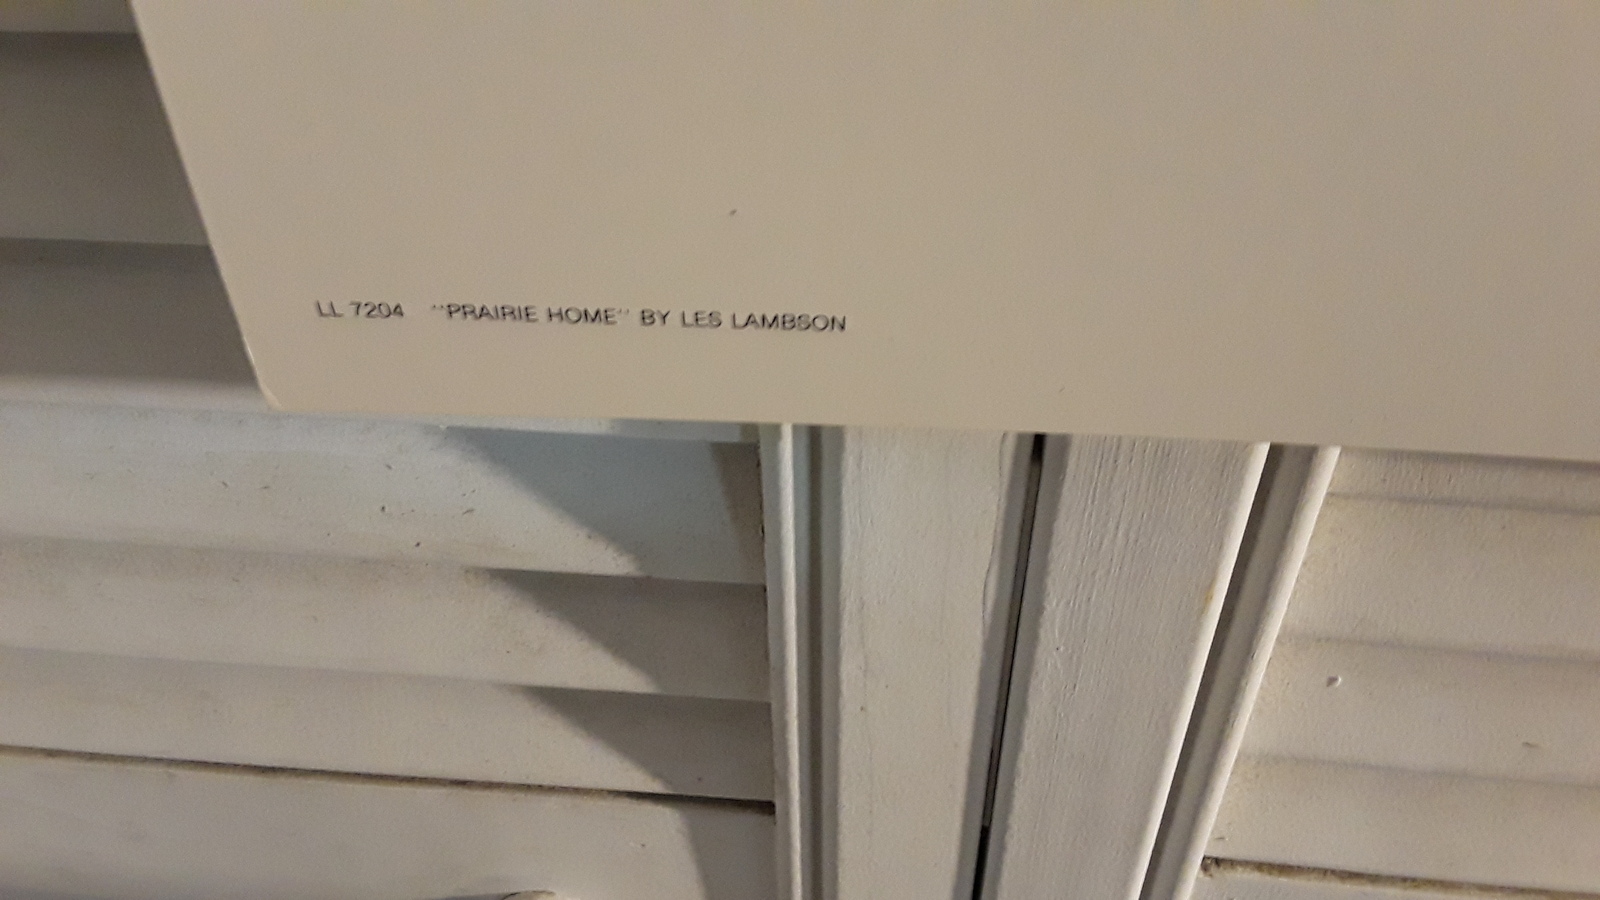 LL 7204 "PRAIRIE HOME" BY LES LAMBSON